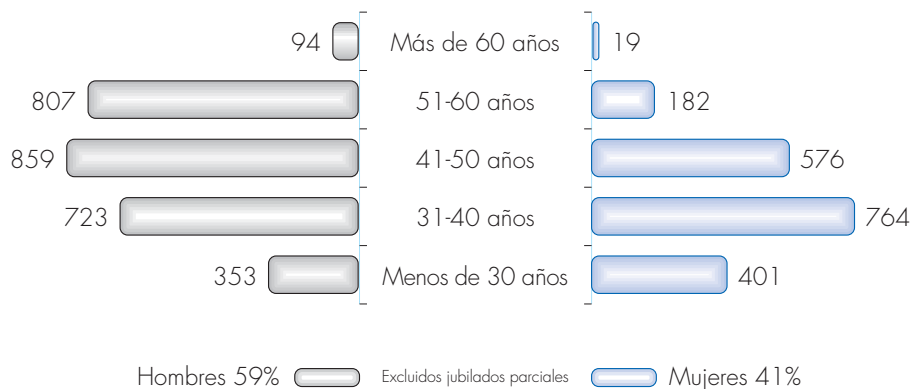 94 Más de 60 años 19
807 51-60 años 182
859 41-50 años 576
723 31-40 años 764
353 Menos de 30 años 401
Hombres 59% Excluidos jubilados parciales Mujeres 41%